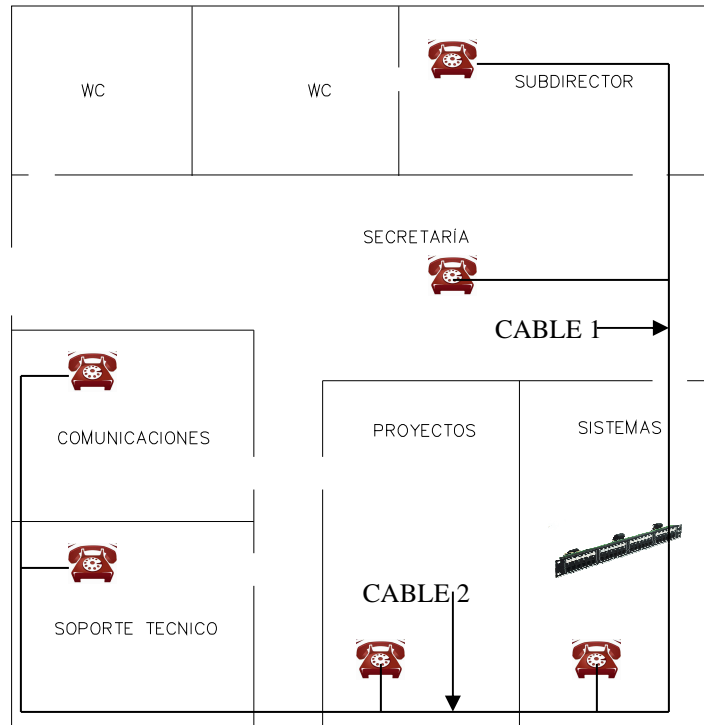 WC
WC
SUBDIRECTOR
SECRETARÍA
CABLE 1
COMUNICACIONES
PROYECTOS
SISTEMAS
CABLE 2
SOPORTE TECNICO